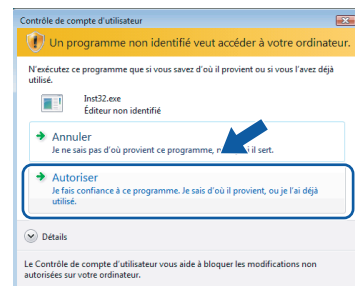 Contrôle de compte d'utilisateur
Un programme non identifié veut accéder à votre ordinateur.
N'exécutez ce programme que si vous savez d'où il provient ou si vous l'avez déjà
utilisé.
Inst32.exe
Éditeur non identifié
Annuler
Je ne sais pas d'où provient ce programme, il sert.
Autoriser
Je fais confiance à ce programme. Je sais d'où il provient, ou je l'ai déjà
utilisé.
Détails
Le Contrôle de compte d'utilisateur vous aide à bloquer les modifications non
autorisées sur votre ordinateur.